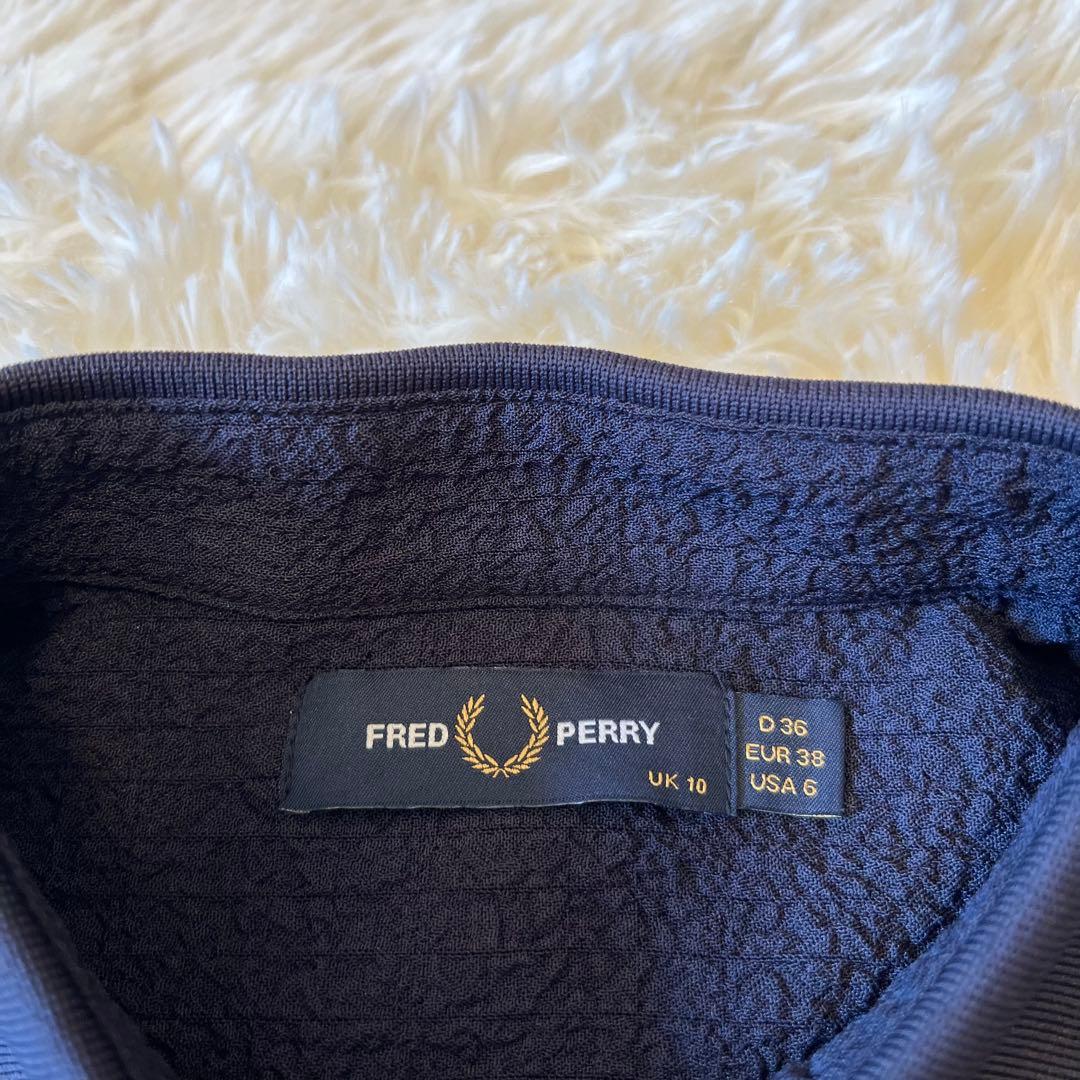 FRED PERRY
UK 10
D 36
EUR 38
USA 6